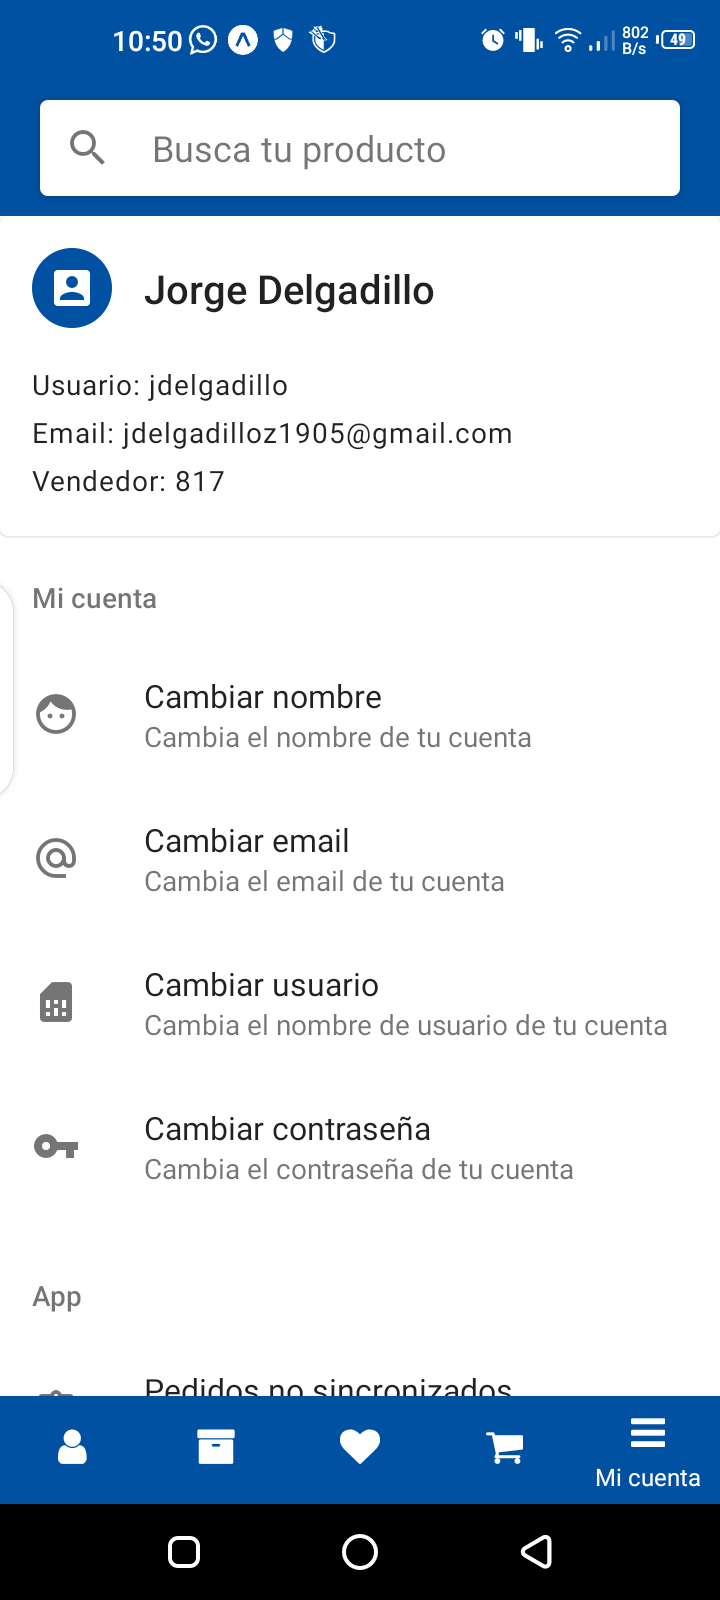 10:50
802
B/s
49
Busca tu producto
Jorge Delgadillo
Usuario: jdelgadillo
Email: jdelgadilloz1905@gmail.com
Vendedor: 817
Mi cuenta
Cambiar nombre
Cambia el nombre de tu cuenta
Cambiar email
Cambia el email de tu cuenta
Cambiar usuario
Cambia el nombre de usuario de tu cuenta
Cambiar contraseña
Cambia el contraseña de tu cuenta
App
Pedidos no sincronizados
Mi cuenta